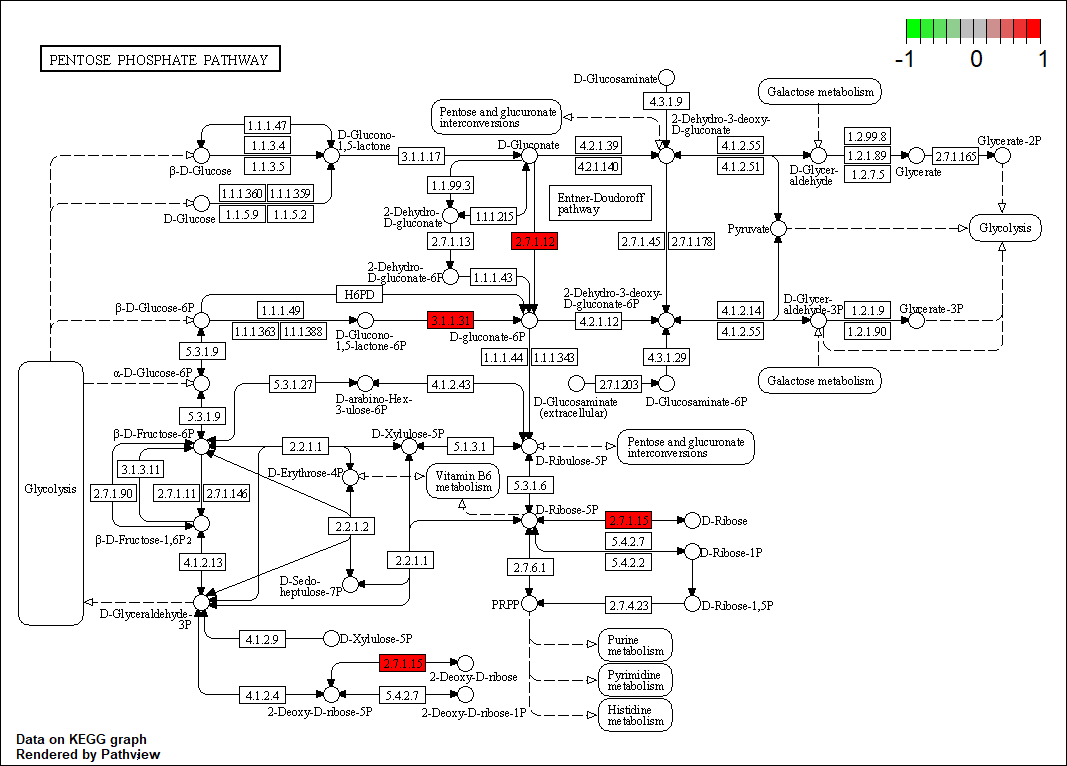 -1 0 1
PENTOSE PHOSPHATE PATHWAY
D-Glucosaminate
4.3.1.9
Galactose metabolism
Pentose and glucuronate
interconversions
2-Dehydro-3-deoxy-
D-gluconate
1.1.1.47
D-Glucono-
1,5-lactone
1.1.3.4
1.1.3.5
β-D-Glucose
3.1.1.17
D-Gluconate
4.2.1.39
4.2.1.140
4.1.2.55
4.1.2.51
D-Glycer-
aldehyde
1.2.99.8
1.2.1.89
1.2.7.5
Glycerate
2.7.1.165
Glycerate-2P
1.1.1.360
1.1.1.359
1.1.5.9
1.1.5.2
D-Glucose
1.1.99.3
2-Dehydro-
D-gluconate
1.1.1.215
Entner-Doudoroff
pathway
2.7.1.13
2.7.1.12
2.7.1.45
2.7.1.178
Pyruvate
Glycolysis
2-Dehydro-
D-gluconate-6P
1.1.1.43
H6PD
β-D-Glucose-6P
1.1.1.49
1.1.1.363
1.1.1.388
D-Glucono-
1,5-lactone-6P
3.1.1.31
D-gluconate-6P
2-Dehydro-3-deoxy-
D-gluconate-6P
4.2.1.12
4.1.2.14
4.1.2.55
D-Glycer-
aldehyde-3P
1.2.1.9
1.2.1.90
Glycerate-3P
5.3.1.9
1.1.1.44
1.1.1.343
4.3.1.29
α-D-Glucose-6P
2.7.1.203
D-Glucosaminate
(extracellular)
D-Glucosaminate-6P
Galactose metabolism
5.3.1.27
D-arabino-Hex-
3-ulose-6P
4.1.2.43
5.3.1.9
β-D-Fructose-6P
2.2.1.1
D-Xylulose-5P
5.1.3.1
D-Ribulose-5P
Pentose and glucuronate
interconversions
3.1.3.11
D-Erythrose-4P
Vitamin B6
metabolism
5.3.1.6
Glycolysis
2.7.1.90
2.7.1.11
2.7.1.146
D-Ribose-5P
2.7.1.15
D-Ribose
β-D-Fructose-1,6P2
2.2.1.2
5.4.2.7
5.4.2.2
D-Ribose-1P
4.1.2.13
2.2.1.1
2.7.6.1
D-Sedo-
heptulose-7P
D-Glyceraldehyde-
3P
PRPP
2.7.4.23
D-Ribose-1,5P
4.1.2.9
D-Xylulose-5P
Purine
metabolism
2.7.1.15
2-Deoxy-D-ribose
Pyrimidine
metabolism
4.1.2.4
2-Deoxy-D-ribose-5P
5.4.2.7
2-Deoxy-D-ribose-1P
Histidine
metabolism
Data on KEGG graph
Rendered by Pathview